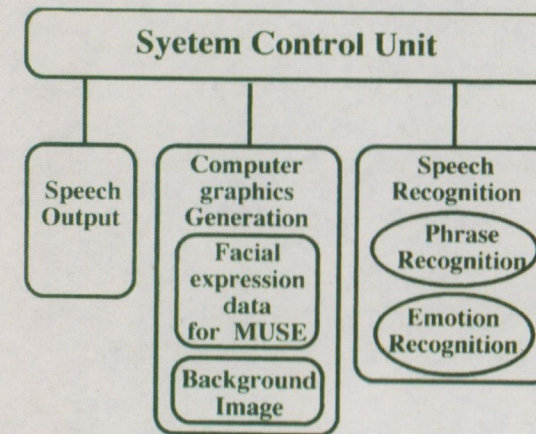 Syetem Control Unit
Speech
Output
Computer
graphics
Generation
Facial
expression
data
for MUSE
Background
Image
Speech
Recognition
Phrase
Recognition
Emotion
Recognition